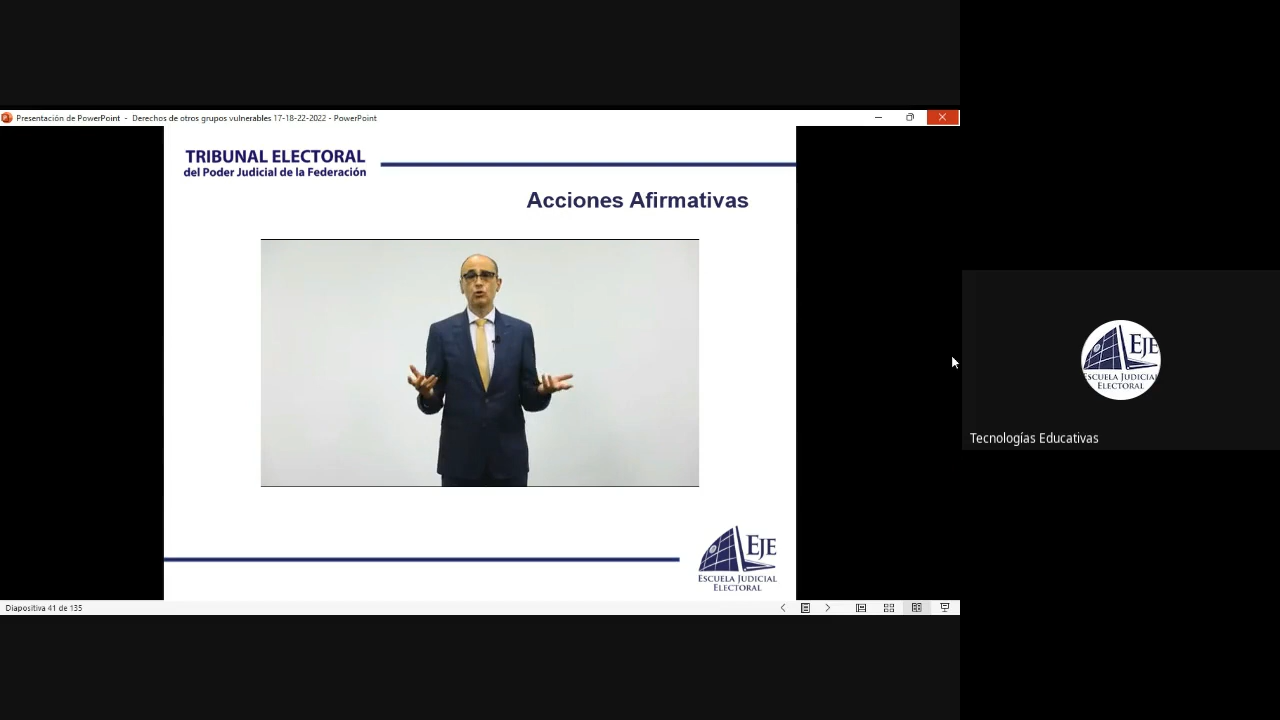 Presentación de PowerPoint - Derechos de otros grupos vulnerables 17-18-22-2022 - PowerPoint
TRIBUNAL ELECTORAL
del Poder Judicial de la Federación
Acciones Afirmativas
EJE
ESCUELA JUDICIAL
ELECTORAL
Tecnologías Educativas
EJE
ESCUELA JUDICIAL
ELECTORAL
Diapositiva 41 de 135